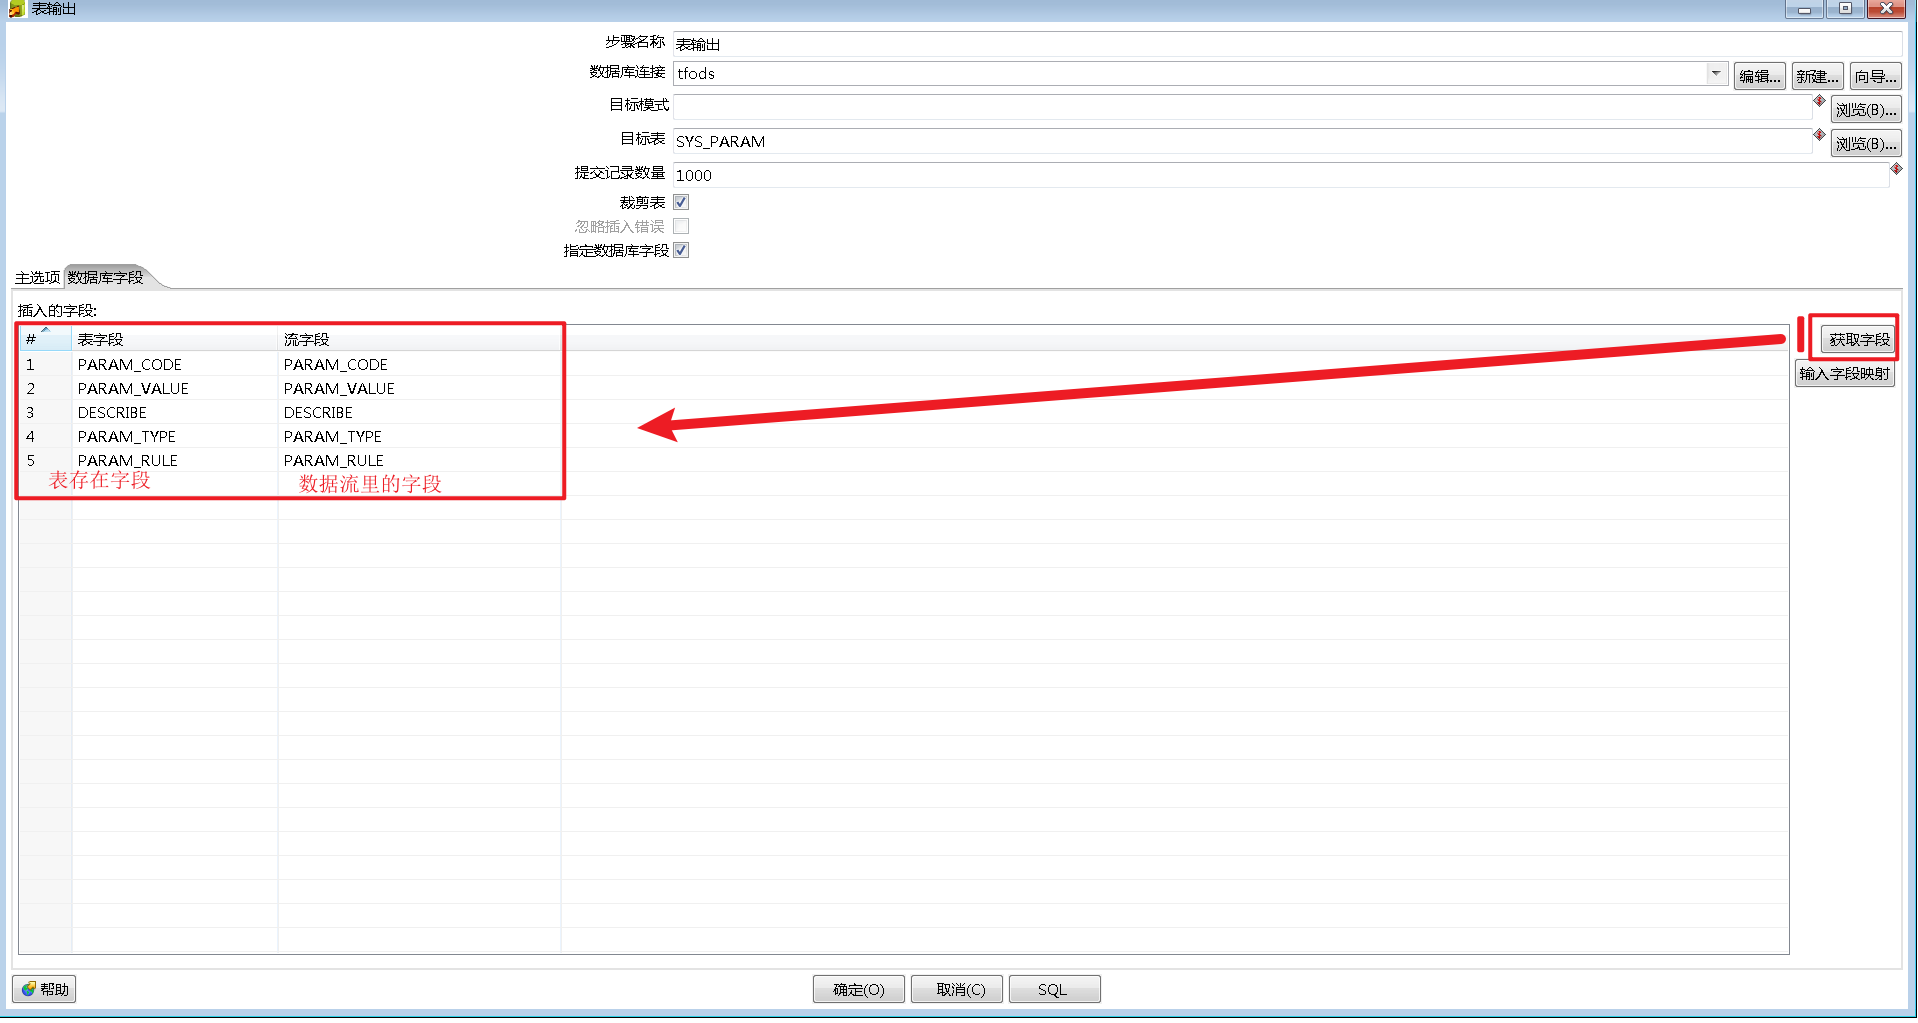 表输出
步骤名称 表输出
数据库连接 tfods 编辑... 新建... 向导...
目标模式 浏览(B)...
目标表 SYS_PARAM 浏览(B)...
提交记录数量 1000
裁剪表
忽略插入错误
指定数据库字段
主选项 数据库字段
插入的字段:
# 表字段 流字段 获取字段
1 PARAM_CODE PARAM_CODE
输入字段映射
2 PARAM_VALUE PARAM_VALUE
3 DESCRIBE DESCRIBE
4 PARAM_TYPE PARAM_TYPE
5 PARAM_RULE PARAM_RULE
表存在字段 数据流里的字段
帮助 确定(O) 取消(C) SQL